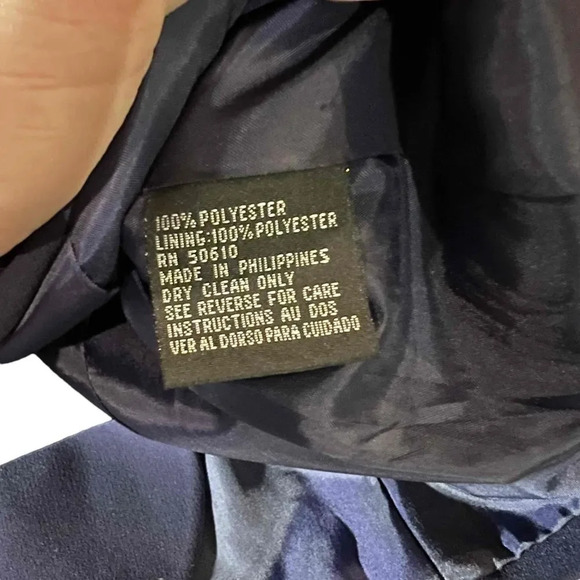 100% POLYESTER
LINING:100% POLYESTER
RN 50610
MADE IN PHILIPPINES
DRY CLEAN ONLY
SEE REVERSE FOR CARE
INSTRUCTIONS AU DOS
VER AL DORSO PARA CUIDADO